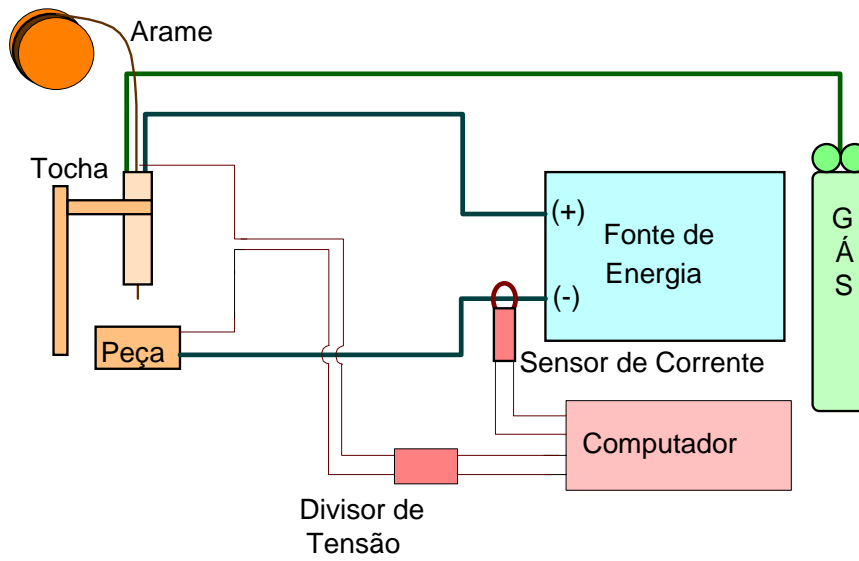 Arame
Tocha
(+)
Fonte de
Energia
(-)
G
Á
S
Peça
Sensor de Corrente
Computador
Divisor de
Tensão